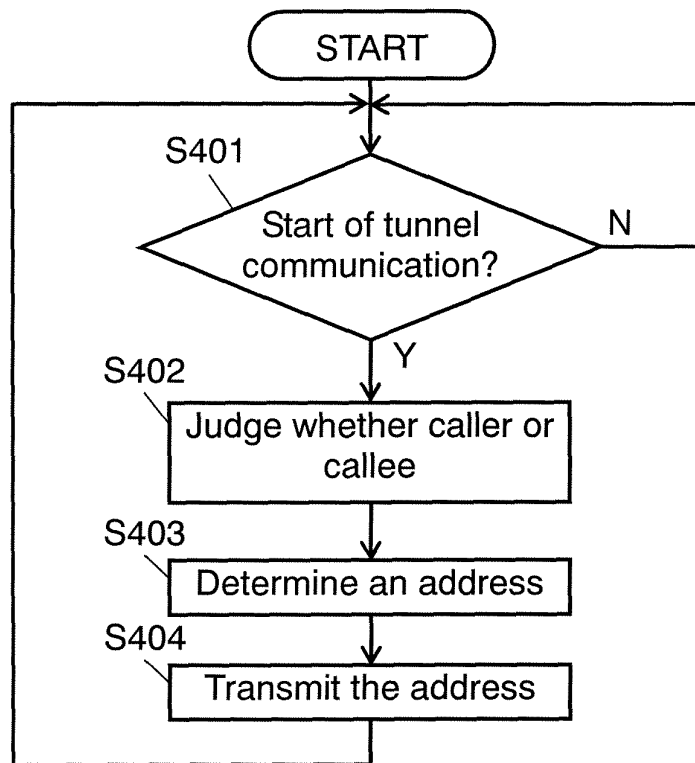 START
S401
Start of tunnel
communication?
N
Y
S402
Judge whether caller or
callee
S403
Determine an address
S404
Transmit the address